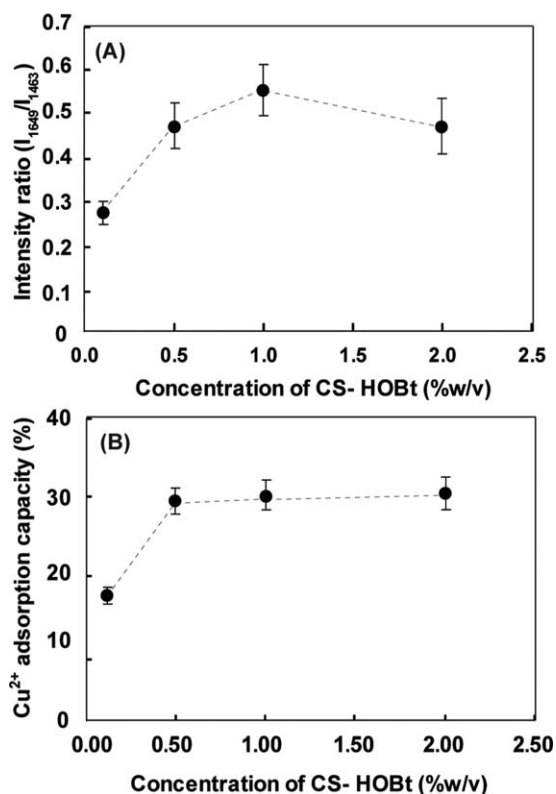 (A)
Intensity ratio (I1649/I1463)
0.7
0.6
0.5
0.4
0.3
0.2
0.1
0
0.0 0.5 1.0 1.5 2.0 2.5
Concentration of CS- HOBt (%w/v)
(B)
Cu2+ adsorption capacity (%)
40
30
20
10
0
0.00 0.50 1.00 1.50 2.00 2.50
Concentration of CS- HOBt (%w/v)